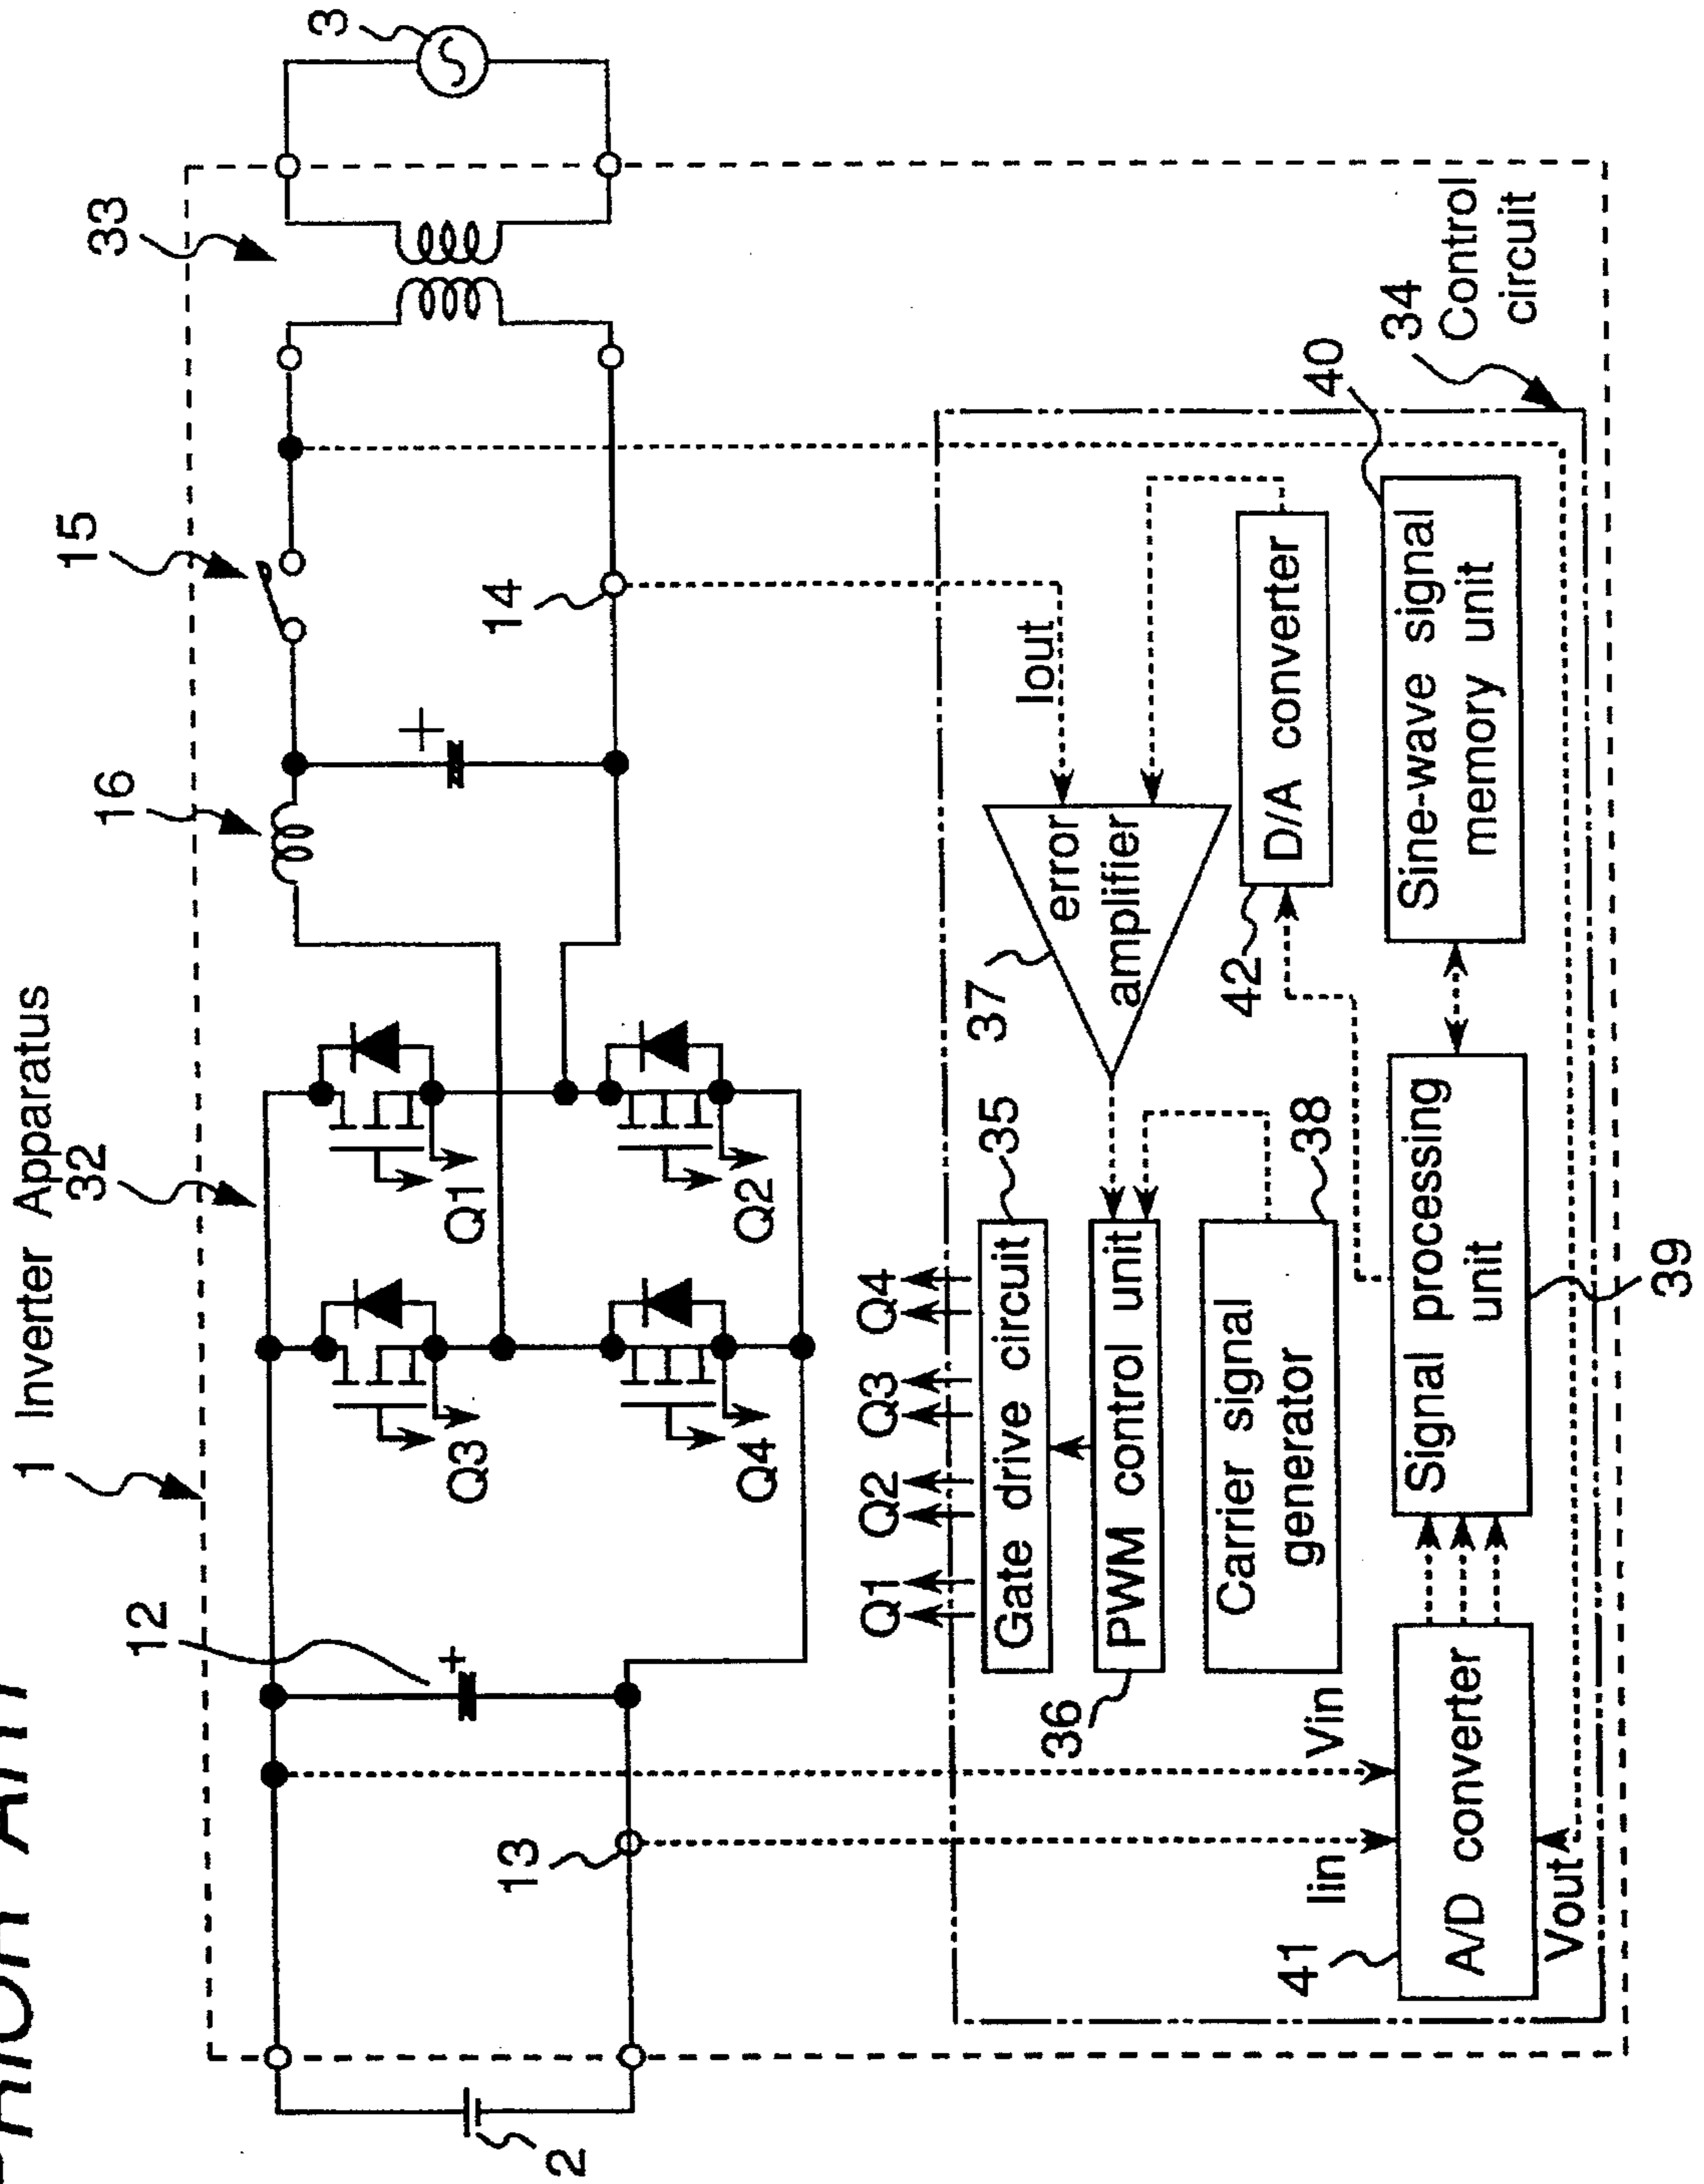 PRIOR ART
1 Inverter Apparatus
32
33
15
16
12
3
Q3
Q1
Q4
Q2
14
13
2
Iout
Q1 Q2 Q3 Q4
35
Gate drive circuit
37
error
amplifier
36
PWM control unit
38
Carrier signal
generator
42
D/A converter
40
34
Control
circuit
Vin
Iin
41
A/D converter
Vout
Signal processing
unit
39
Sine-wave signal
memory unit